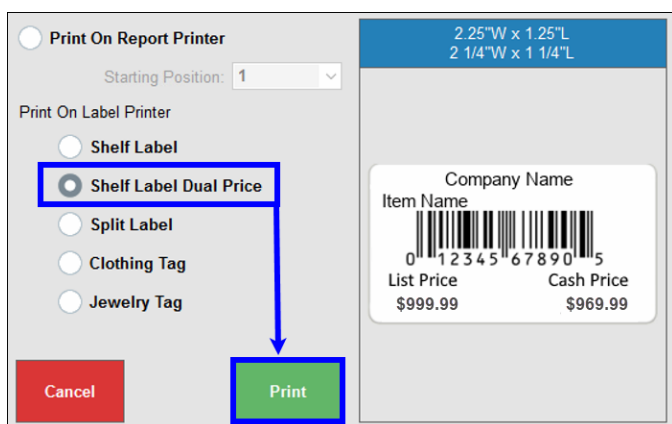 Print On Report Printer
Starting Position: 1
Print On Label Printer
Shelf Label
Shelf Label Dual Price
Split Label
Clothing Tag
Jewelry Tag
Cancel
Print
2.25"W x 1.25"L
2 1/4"W x 1 1/4"L
Company Name
Item Name
0 12345 67890 5
List Price Cash Price
$999.99 $969.99